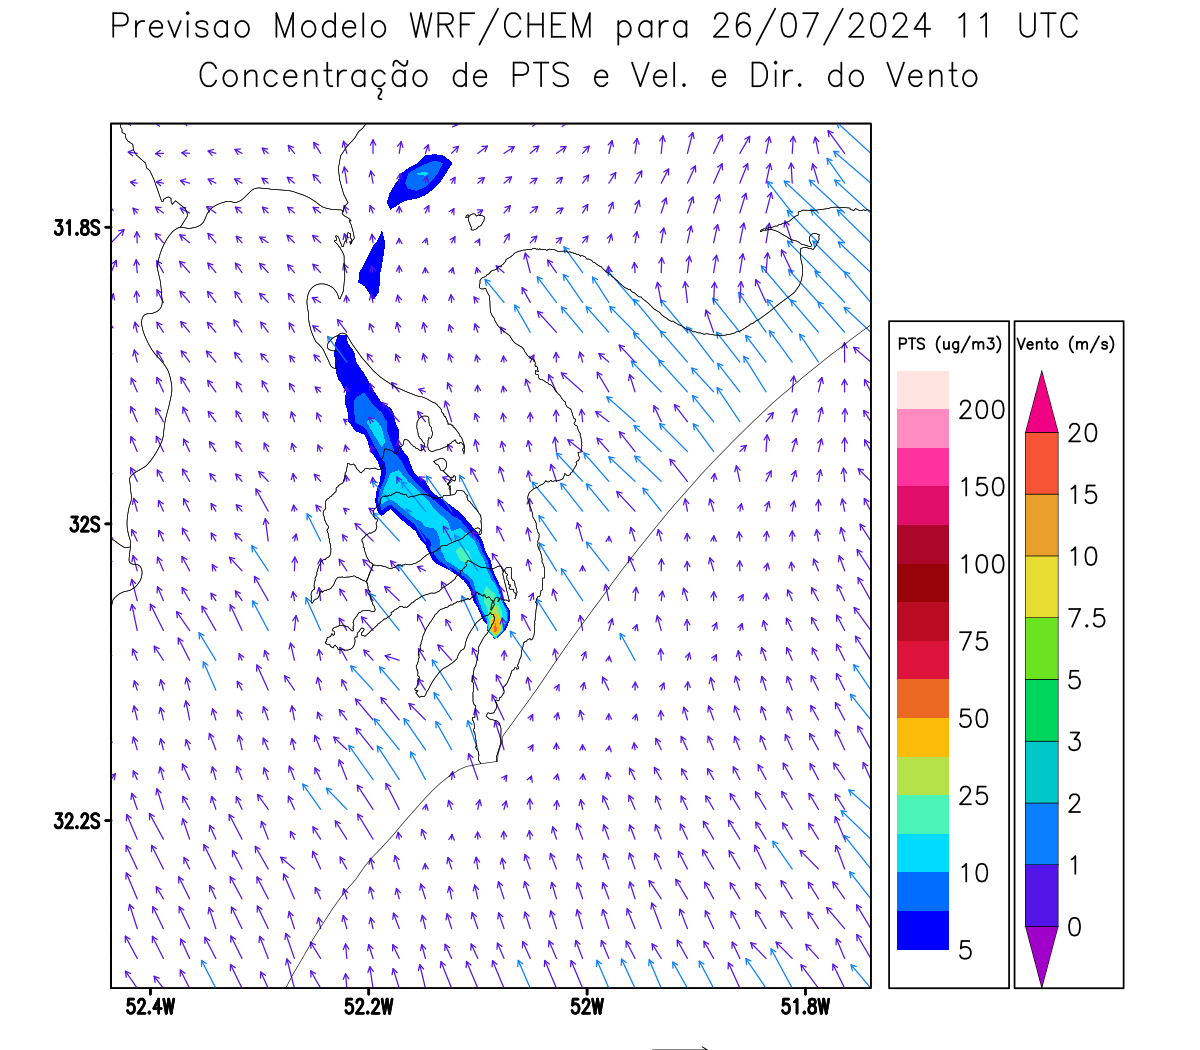 Previsao Modelo WRF/CHEM para 26/07/2024 11 UTC
Concentração de PTS e Vel. e Dir. do Vento
31.8S
32S
32.2S
52.4W
52.2W
52W
51.8W
PTS (ug/m3)
200
150
100
75
50
25
10
5
Vento (m/s)
20
15
10
7.5
5
3
2
1
0